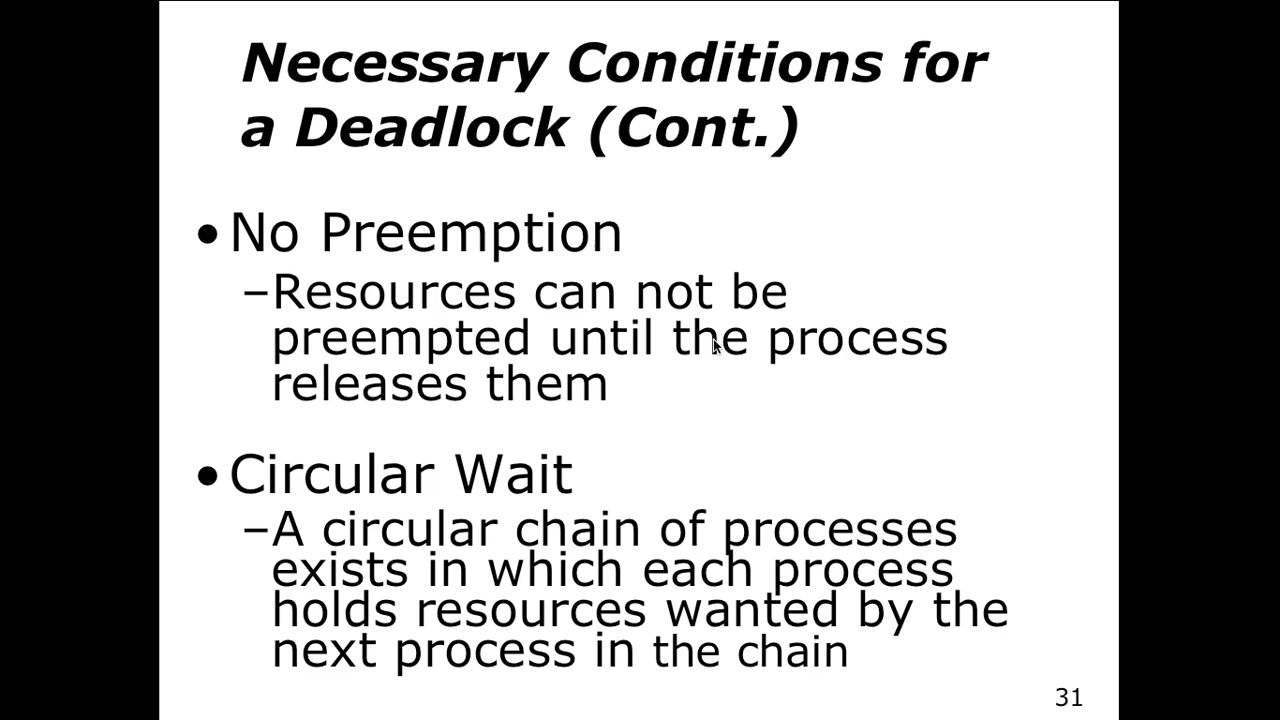 Necessary Conditions for
a Deadlock (Cont.)
•No Preemption
–Resources can not be
preempted until the process
releases them
•Circular Wait
–A circular chain of processes
exists in which each process
holds resources wanted by the
next process in the chain
31